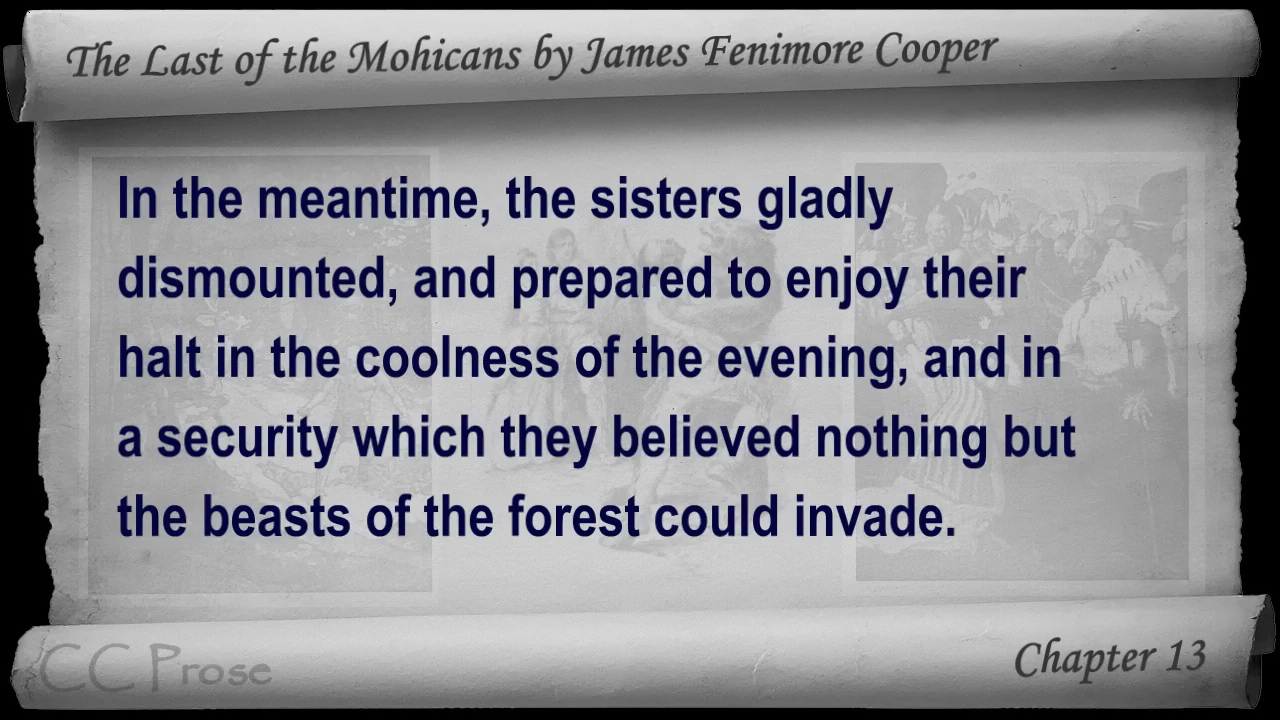 The Last of the Mohicans by James Fenimore Cooper
In the meantime, the sisters gladly
dismounted, and prepared to enjoy their
halt in the coolness of the evening, and in
a security which they believed nothing but
the beasts of the forest could invade.
CC Prose
Chapter 13